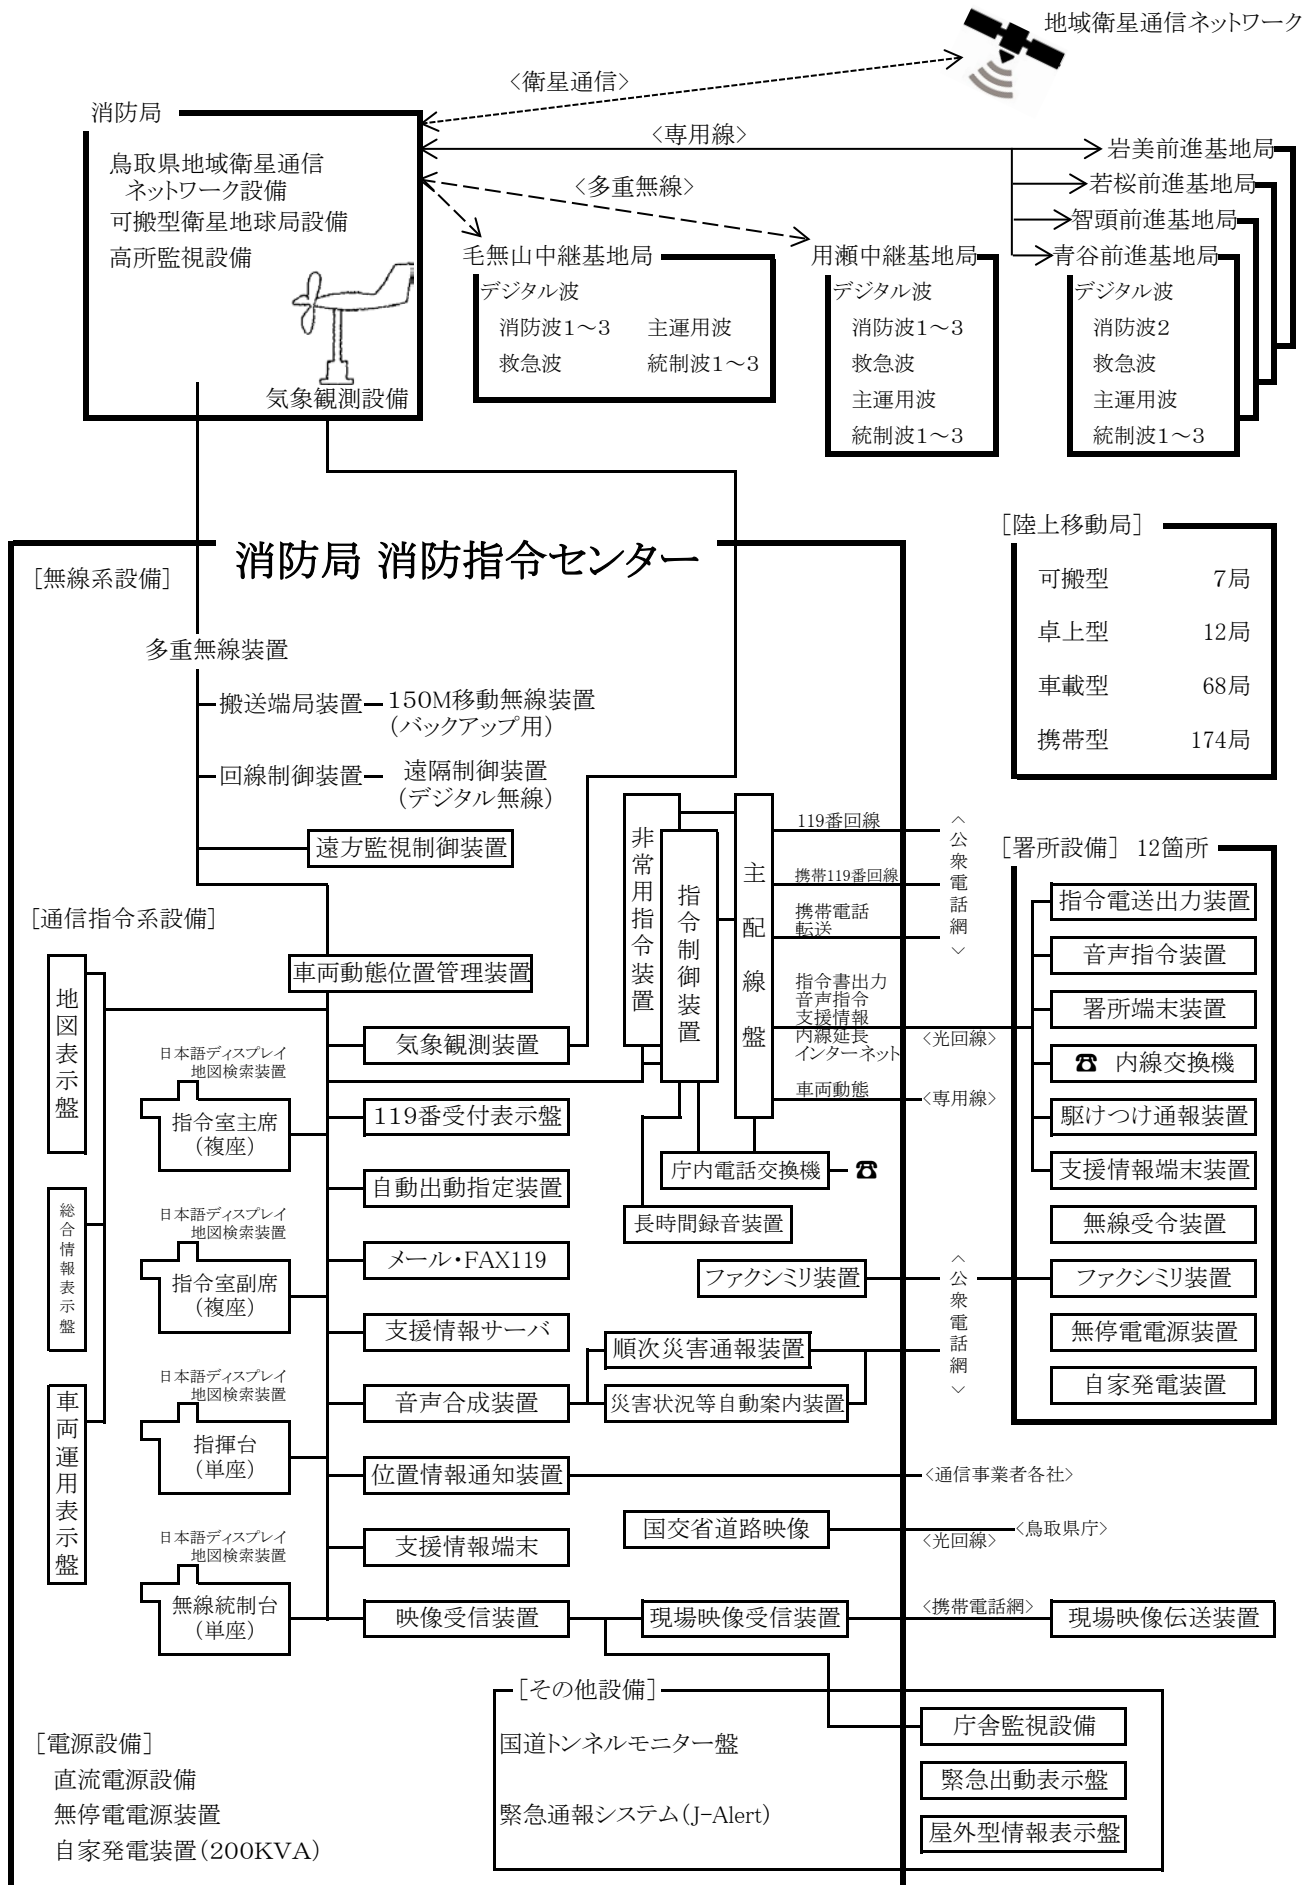 地域衛星通信ネットワーク
<衛星通信>
消防局
鳥取県地域衛星通信
ネットワーク設備
可搬型衛星地球局設備
高所監視設備
気象観測設備
<専用線>
<多重無線>
岩美前進基地局
若桜前進基地局
智頭前進基地局
青谷前進基地局
デジタル波
消防波2
救急波
主運用波
統制波1～3
毛無山中継基地局
デジタル波
消防波1～3 主運用波
救急波 統制波1～3
用瀬中継基地局
デジタル波
消防波1～3
救急波
主運用波
統制波1～3
[陸上移動局]
可搬型 7局
卓上型 12局
車載型 68局
携帯型 174局
消防局 消防指令センター
[無線系設備]
多重無線装置
搬送端局装置
150M移動無線装置
(バックアップ用)
回線制御装置
遠隔制御装置
(デジタル無線)
遠方監視制御装置
[通信指令系設備]
車両動態位置管理装置
地図表示盤
総合情報表示盤
車両運用表示盤
日本語ディスプレイ
地図検索装置
指令室主席
(複座)
日本語ディスプレイ
地図検索装置
指令室副席
(複座)
日本語ディスプレイ
地図検索装置
指揮台
(単座)
日本語ディスプレイ
地図検索装置
無線統制台
(単座)
気象観測装置
119番受付表示盤
自動出動指定装置
メール・FAX119
支援情報サーバ
音声合成装置
位置情報通知装置
支援情報端末
映像受信装置
非常用指令装置
指令制御装置
主配線盤
119番回線
携帯119番回線
携帯電話
転送
指令書出力
音声指令
支援情報
内線延長
インターネット
車両動態
<公衆電話網>
<光回線>
<専用線>
庁内電話交換機 ☎
長時間録音装置
ファクシミリ装置
順次災害通報装置
災害状況等自動案内装置
<公衆電話網>
<通信事業者各社>
国交省道路映像
<光回線>
<鳥取県庁>
現場映像受信装置
<携帯電話網>
現場映像伝送装置
[署所設備] 12箇所
指令電送出力装置
音声指令装置
署所端末装置
☎ 内線交換機
駆けつけ通報装置
支援情報端末装置
無線受令装置
ファクシミリ装置
無停電電源装置
自家発電装置
[その他設備]
国道トンネルモニター盤
緊急通報システム(J-Alert)
庁舎監視設備
緊急出動表示盤
屋外型情報表示盤
[電源設備]
直流電源設備
無停電電源装置
自家発電装置(200KVA)